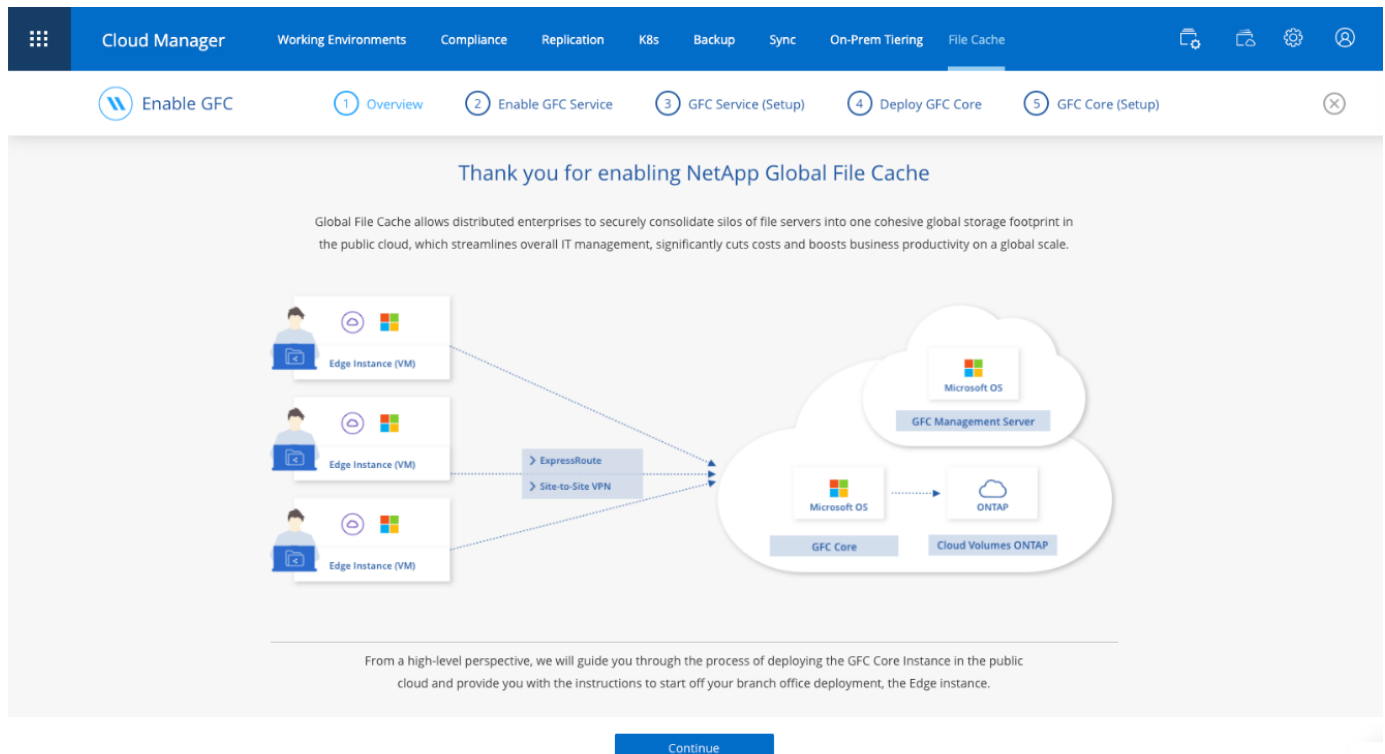 Cloud Manager
Working Environments
Compliance
Replication
K8s
Backup
Sync
On-Prem Tiering
File Cache
Enable GFC
1 Overview
2 Enable GFC Service
3 GFC Service (Setup)
4 Deploy GFC Core
5 GFC Core (Setup)
Thank you for enabling NetApp Global File Cache
Global File Cache allows distributed enterprises to securely consolidate silos of file servers into one cohesive global storage footprint in
the public cloud, which streamlines overall IT management, significantly cuts costs and boosts business productivity on a global scale.
Edge Instance (VM)
Edge Instance (VM)
Edge Instance (VM)
ExpressRoute
Site-to-Site VPN
Microsoft OS
GFC Management Server
Microsoft OS
GFC Core
ONTAP
Cloud Volumes ONTAP
From a high-level perspective, we will guide you through the process of deploying the GFC Core Instance in the public
cloud and provide you with the instructions to start off your branch office deployment, the Edge instance.
Continue